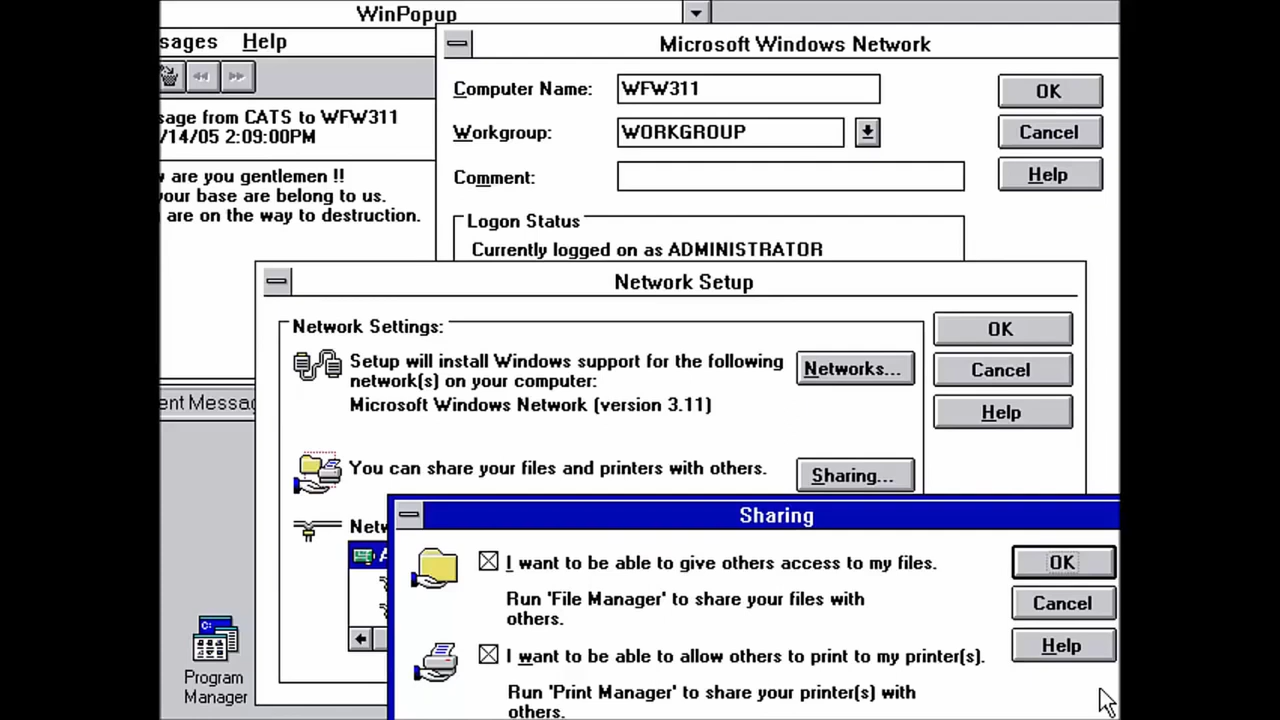 WinPopup
sages Help
sage from CATS to WFW311
/14/05 2:09:00PM
are you gentlemen !!
your base are belong to us.
are on the way to destruction.
ent Messag
Microsoft Windows Network
Computer Name: WFW311 OK
Workgroup: WORKGROUP Cancel
Comment: Help
Logon Status
Currently logged on as ADMINISTRATOR
Network Setup
Network Settings: OK
Setup will install Windows support for the following Networks...
network(s) on your computer: Cancel
Microsoft Windows Network (version 3.11) Help
You can share your files and printers with others. Sharing...
Netw
Sharing
I want to be able to give others access to my files. OK
Run 'File Manager' to share your files with Cancel
others.
I want to be able to allow others to print to my printer(s). Help
Run 'Print Manager' to share your printer(s) with
others.
C:
Program
Manager